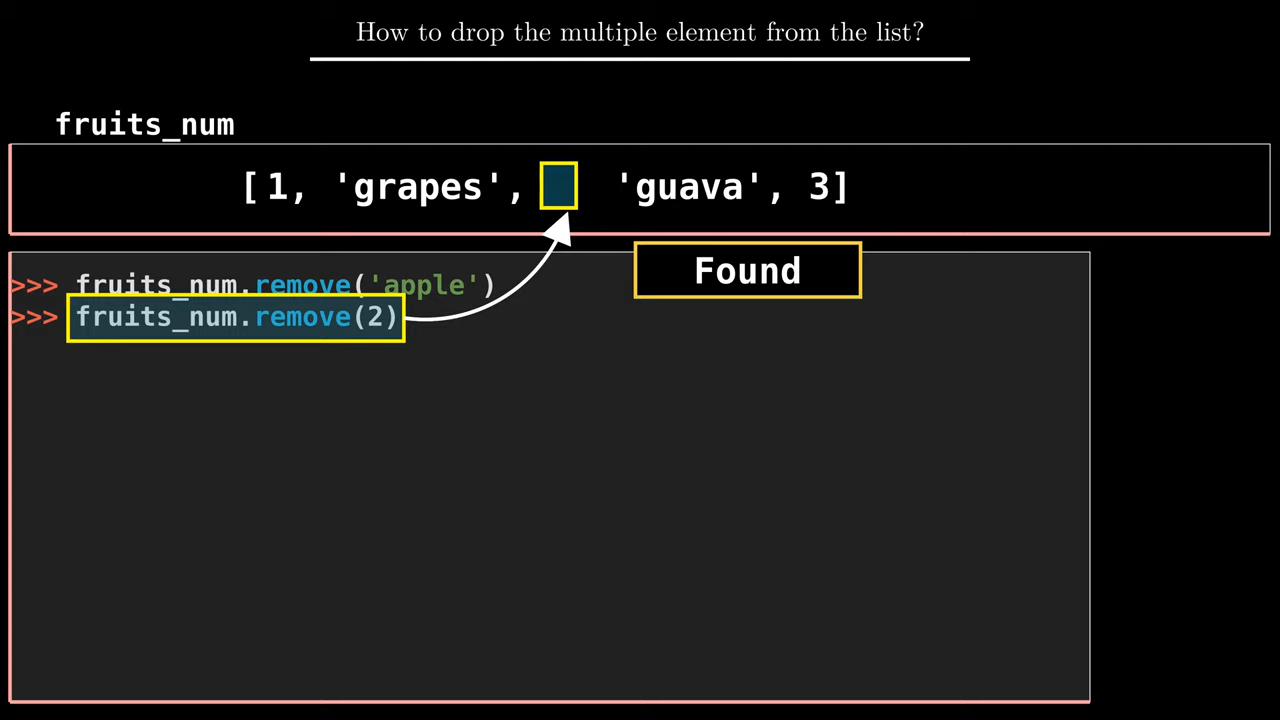 How to drop the multiple element from the list?
fruits_num
[1, 'grapes', 'guava', 3]
Found
>>> fruits_num.remove('apple')
>>> fruits_num.remove(2)